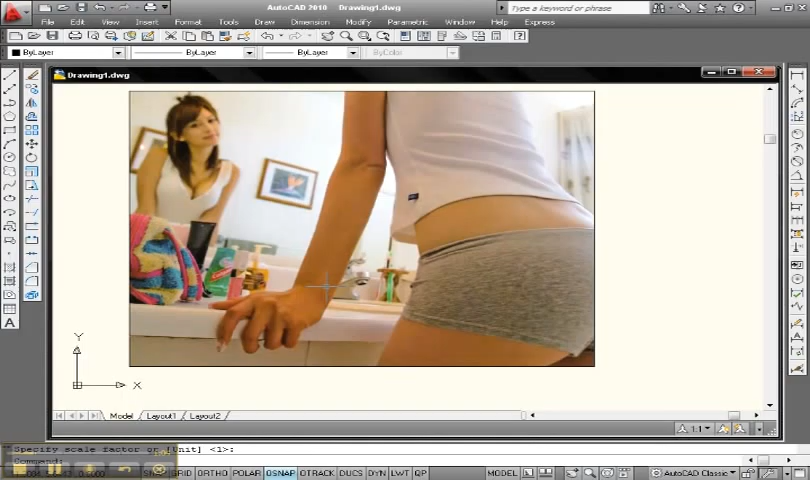 AutoCAD 2010 Drawing1.dwg
Type a keyword or phrase
File Edit View Insert Format Tools Draw Dimension Modify Parametric Window Help Express
ByLayer ByLayer ByLayer ByColor
Drawing1.dwg
Y
X
Model Layout1 Layout2
1:1
Specify scale factor or [Unit] <1>:
Command:
GRID ORTHO POLAR OSNAP OTRACK DUCS DYN LWT QP MODEL AutoCAD Classic